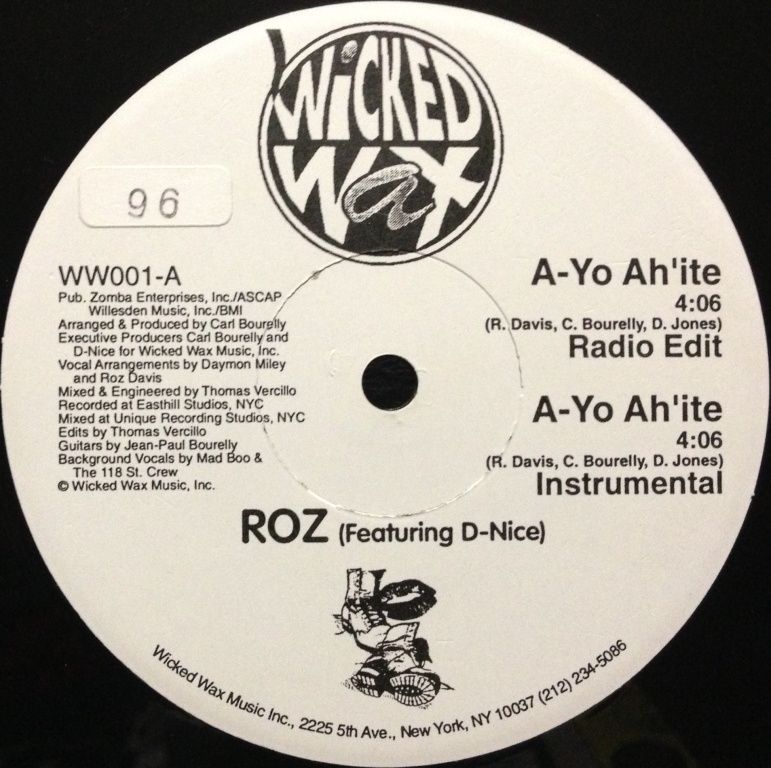 WiCKED
WaX
96
WW001-A
Pub. Zomba Enterprises, Inc./ASCAP
Willesden Music, Inc./BMI
Arranged & Produced by Carl Bourelly
Executive Producers Carl Bourelly and
D-Nice for Wicked Wax Music, Inc.
Vocal Arrangements by Daymon Miley
and Roz Davis
Mixed & Engineered by Thomas Vercillo
Recorded at Easthill Studios, NYC
Mixed at Unique Recording Studios, NYC
Edits by Thomas Vercillo
Guitars by Jean-Paul Bourelly
Background Vocals by Mad Boo &
The 118 St. Crew
© Wicked Wax Music, Inc.
A-Yo Ah'ite
4:06
(R. Davis, C. Bourelly, D. Jones)
Radio Edit
A-Yo Ah'ite
4:06
(R. Davis, C. Bourelly, D. Jones)
Instrumental
ROZ (Featuring D-Nice)
Wicked Wax Music Inc., 2225 5th Ave., New York, NY 10037 (212) 234-5086